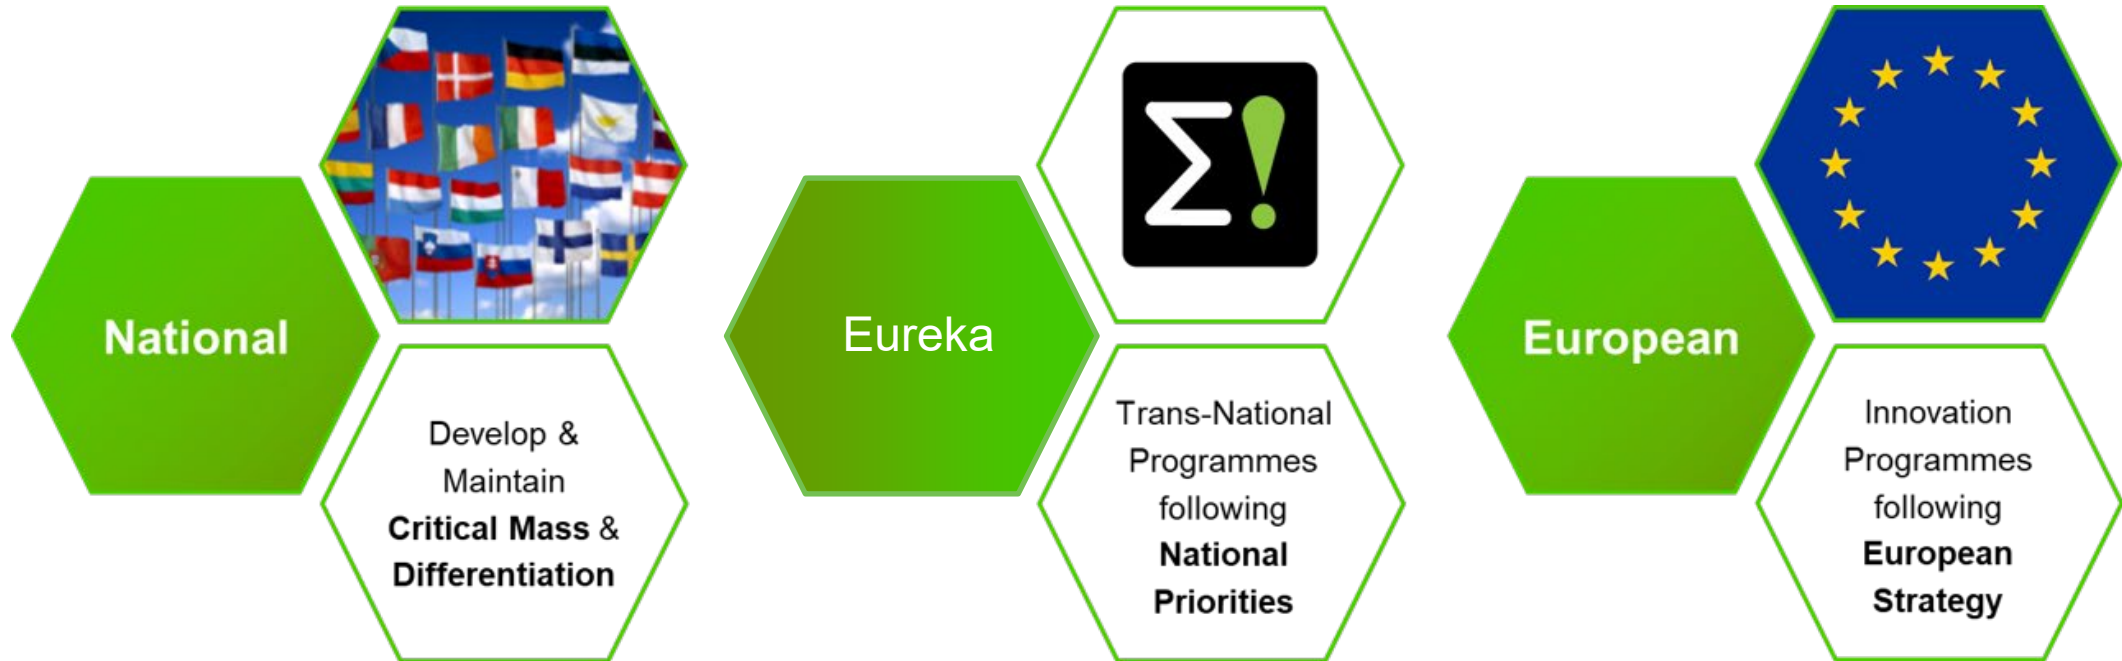 National
Develop &
Maintain
Critical Mass &
Differentiation
Σ!
Eureka
Trans-National
Programmes
following
National
Priorities
European
Innovation
Programmes
following
European
Strategy